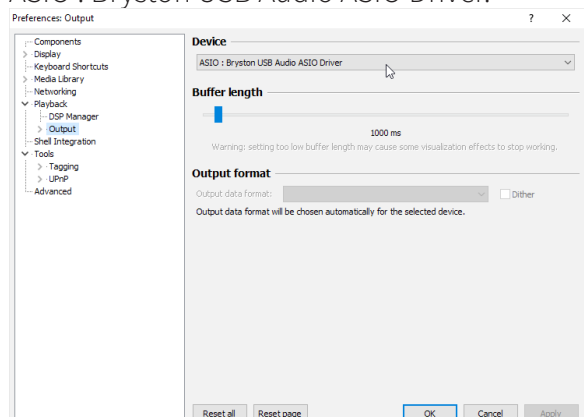 ASIO : Bryston USB Audio ASIO Driver.
Preferences: Output
Components
Display
Keyboard Shortcuts
Media Library
Networking
Playback
DSP Manager
Output
Shell Integration
Tools
Tagging
UPnP
Advanced
Device
ASIO : Bryston USB Audio ASIO Driver
Buffer length
1000 ms
Warning: setting too low buffer length may cause some visualization effects to stop working.
Output format
Output data format:
Dither
Output data format will be chosen automatically for the selected device.
Reset all
Reset page
OK
Cancel
Apply